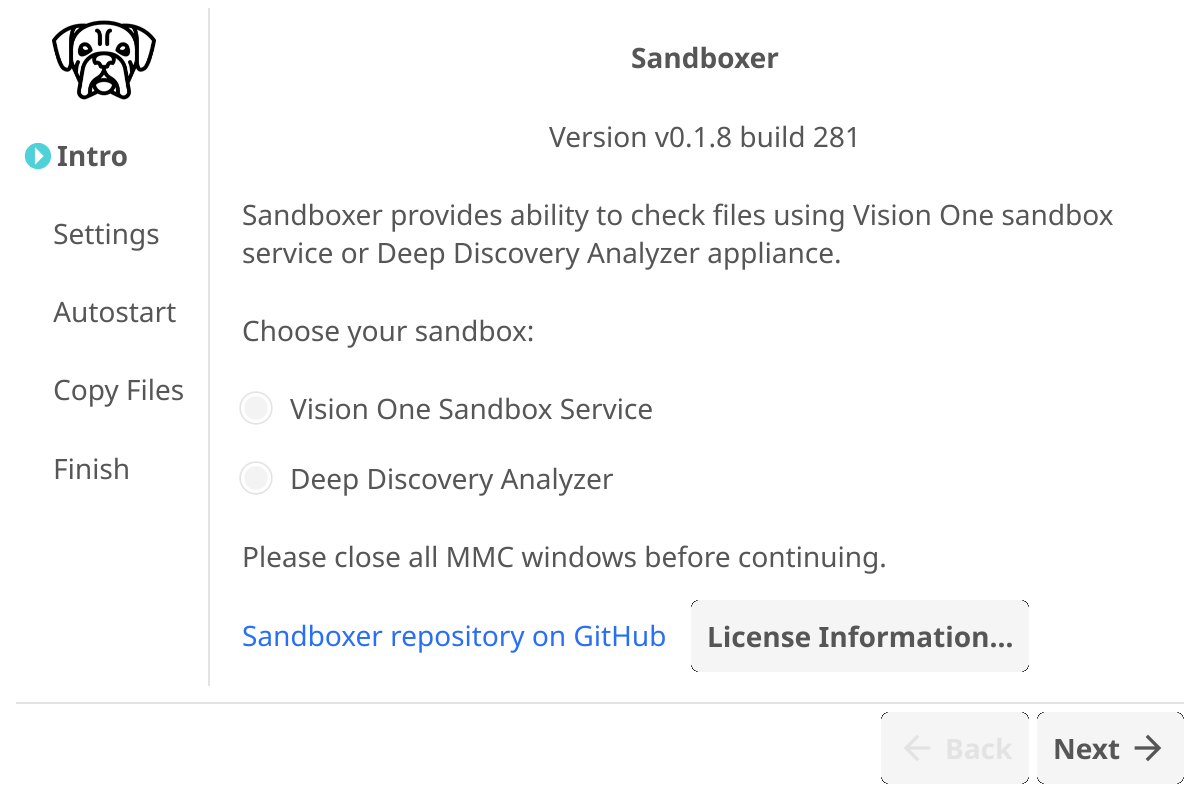 Sandboxer
Version v0.1.8 build 281
Intro
Settings
Autostart
Copy Files
Finish
Sandboxer provides ability to check files using Vision One sandbox
service or Deep Discovery Analyzer appliance.
Choose your sandbox:
Vision One Sandbox Service
Deep Discovery Analyzer
Please close all MMC windows before continuing.
Sandboxer repository on GitHub
License Information...
Back
Next